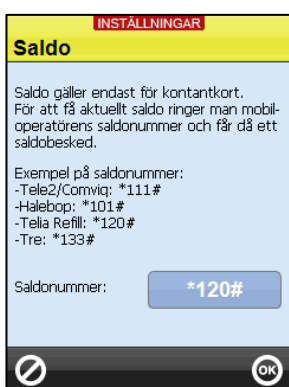 INSTÄLLNINGAR
Saldo
Saldo gäller endast för kontantkort.
För att få aktuellt saldo ringer man mobil-
operatörens saldonummer och får då ett
saldobesked.
Exempel på saldonummer:
-Tele2/Comviq: *111#
-Halebop: *101#
-Telia Refill: *120#
-Tre: *133#
Saldonummer:
*120#
OK